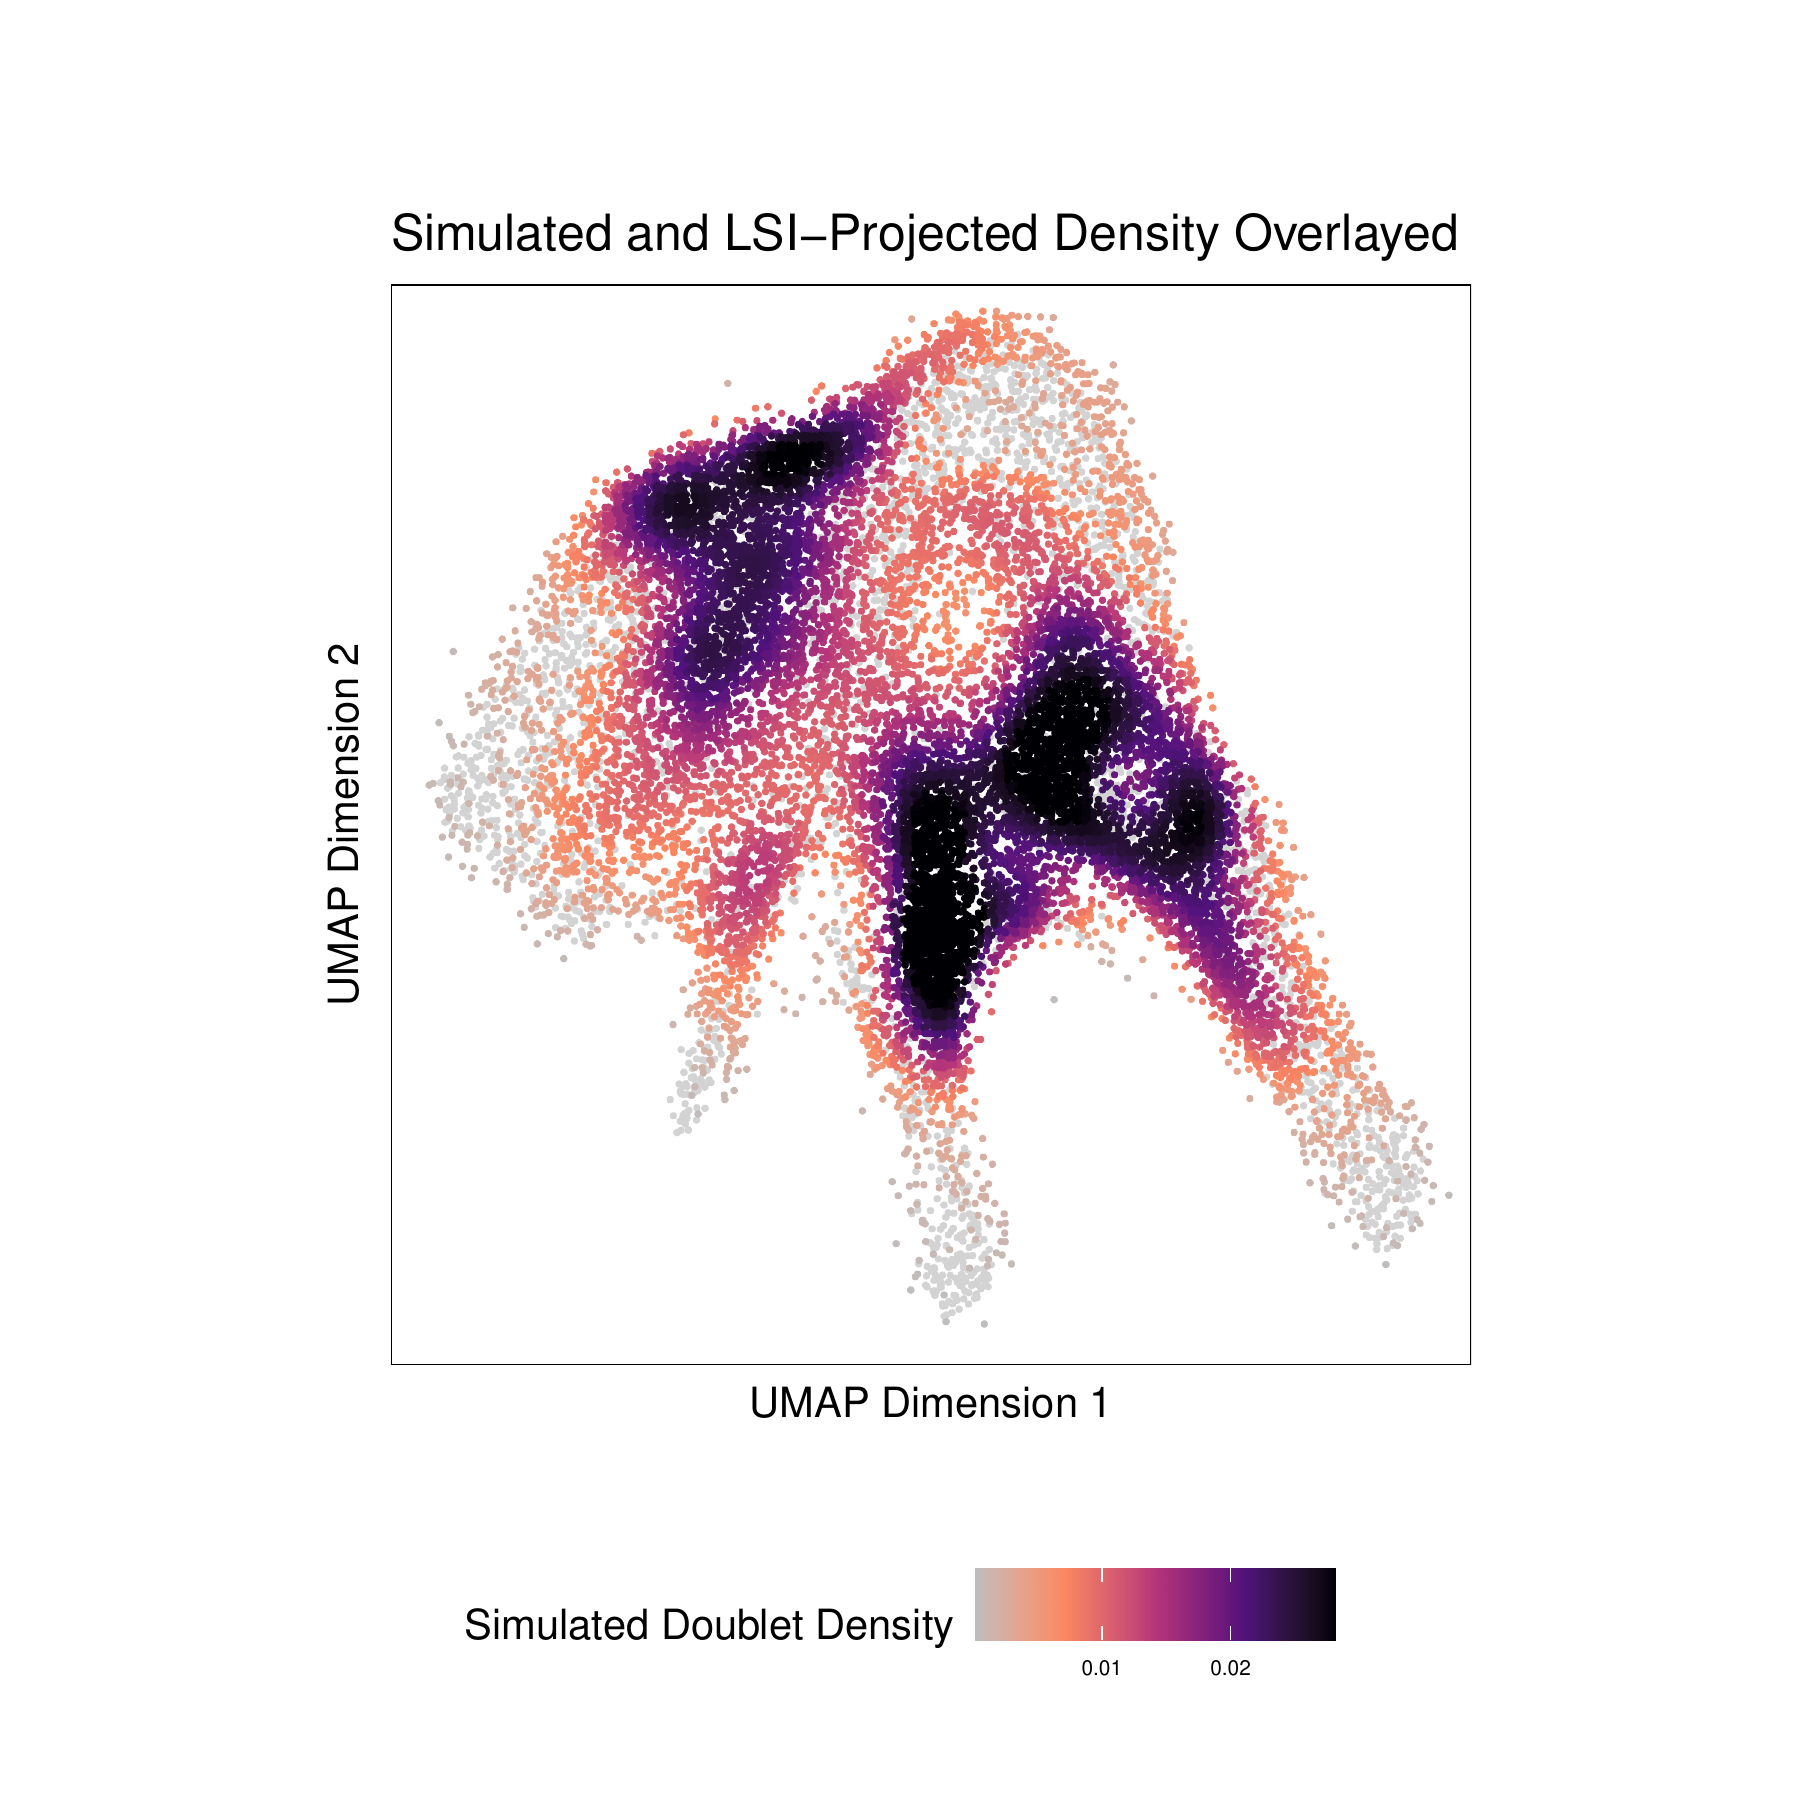 Simulated and LSI−Projected Density Overlayed
UMAP Dimension 2
UMAP Dimension 1
Simulated Doublet Density
0.01
0.02